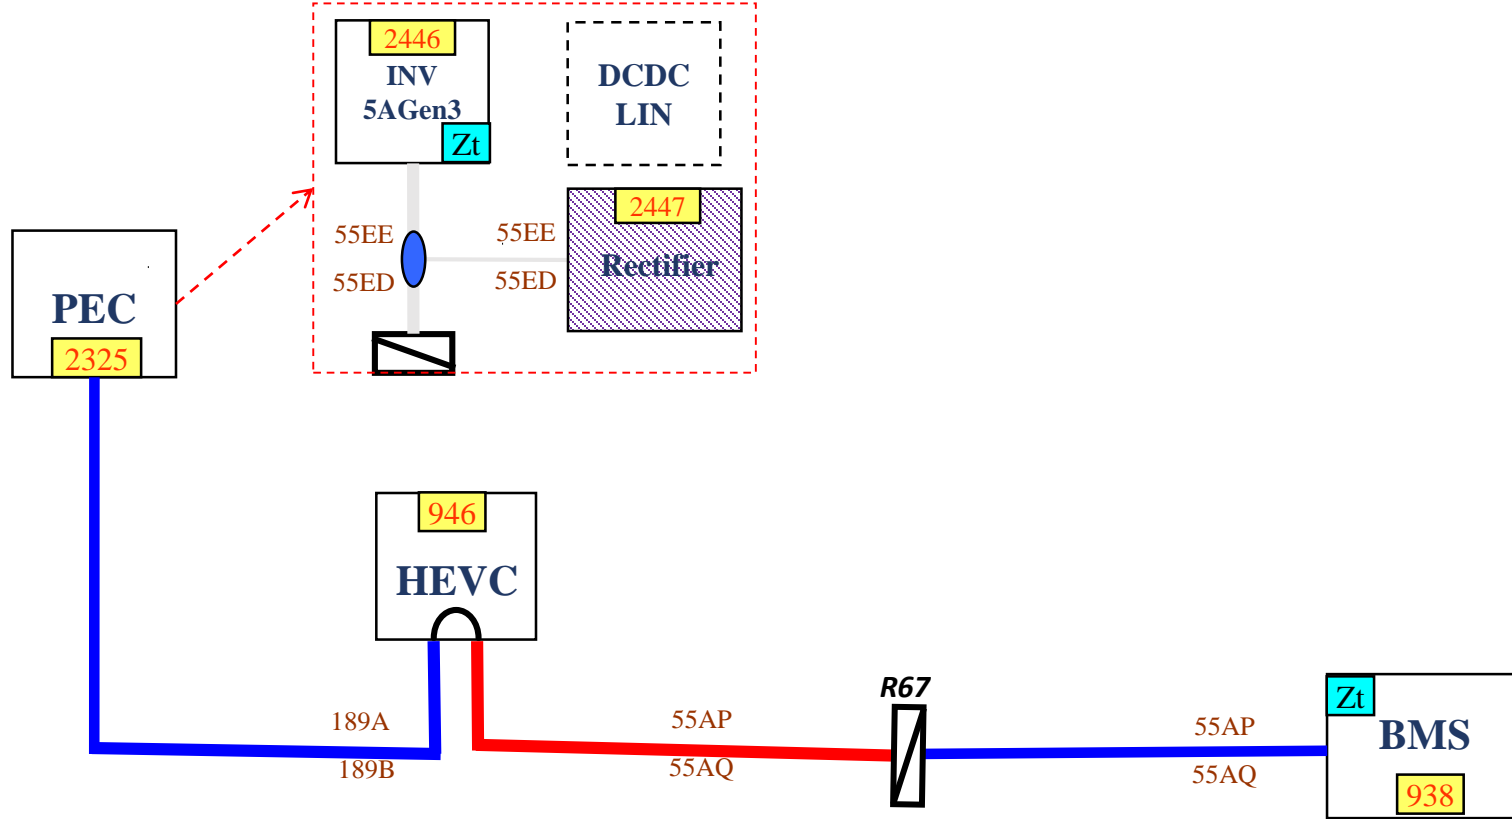 2446
INV
5AGen3
Zt
DCDC
LIN
55EE
55ED
55EE
55ED
2447
Rectifier
PEC
2325
946
HEVC
189A
189B
55AP
55AQ
R67
55AP
55AQ
Zt
BMS
938